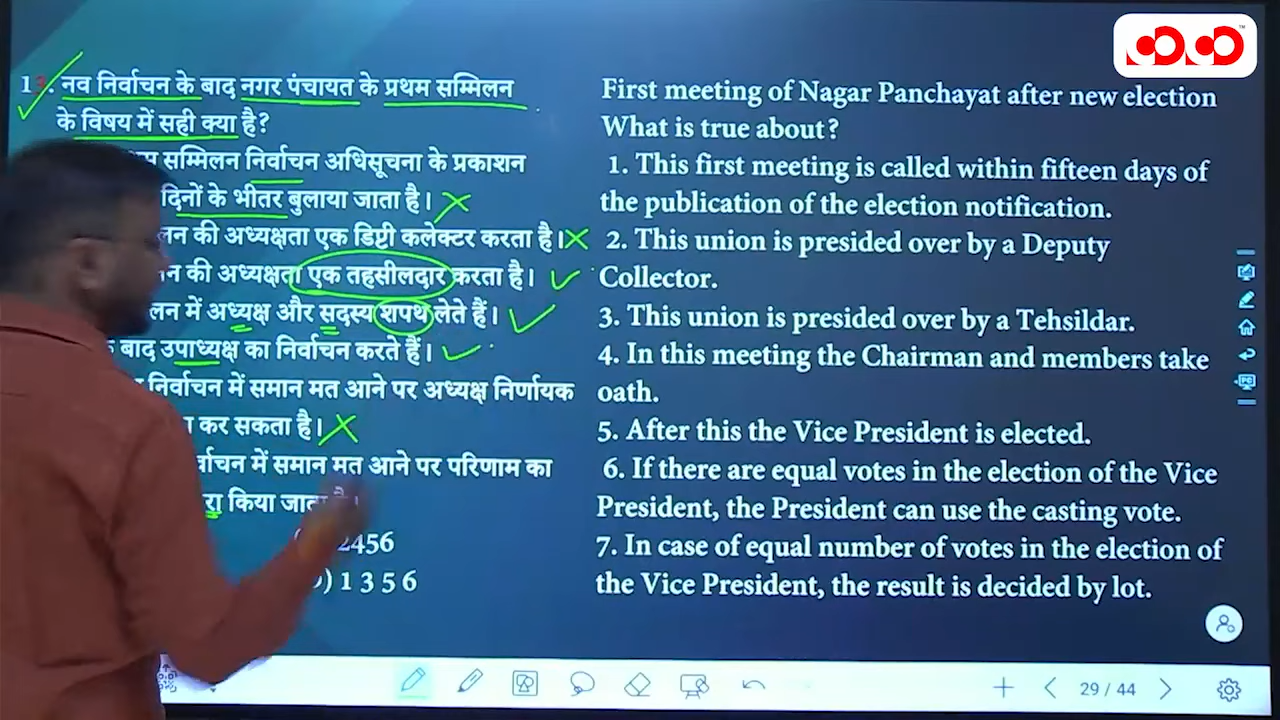 1 . नव निर्वाचन के बाद नगर पंचायत के प्रथम सम्मिलन
के विषय में सही क्या है?
सम्मिलन निर्वाचन अधिसूचना के प्रकाशन
दिनों के भीतर बुलाया जाता है।
की अध्यक्षता एक डिप्टी कलेक्टर करता है।
की अध्यक्षता एक तहसीलदार करता है।
में अध्यक्ष और सदस्य शपथ लेते हैं।
बाद उपाध्यक्ष का निर्वाचन करते हैं।
निर्वाचन में समान मत आने पर अध्यक्ष निर्णायक
कर सकता है।
में समान मत आने पर परिणाम का
किया
2456
) 1 3 5 6
First meeting of Nagar Panchayat after new election
What is true about?
1. This first meeting is called within fifteen days of
the publication of the election notification.
2. This union is presided over by a Deputy
Collector.
3. This union is presided over by a Tehsildar.
4. In this meeting the Chairman and members take
oath.
5. After this the Vice President is elected.
6. If there are equal votes in the election of the Vice
President, the President can use the casting vote.
7. In case of equal number of votes in the election of
the Vice President, the result is decided by lot.
29 / 44